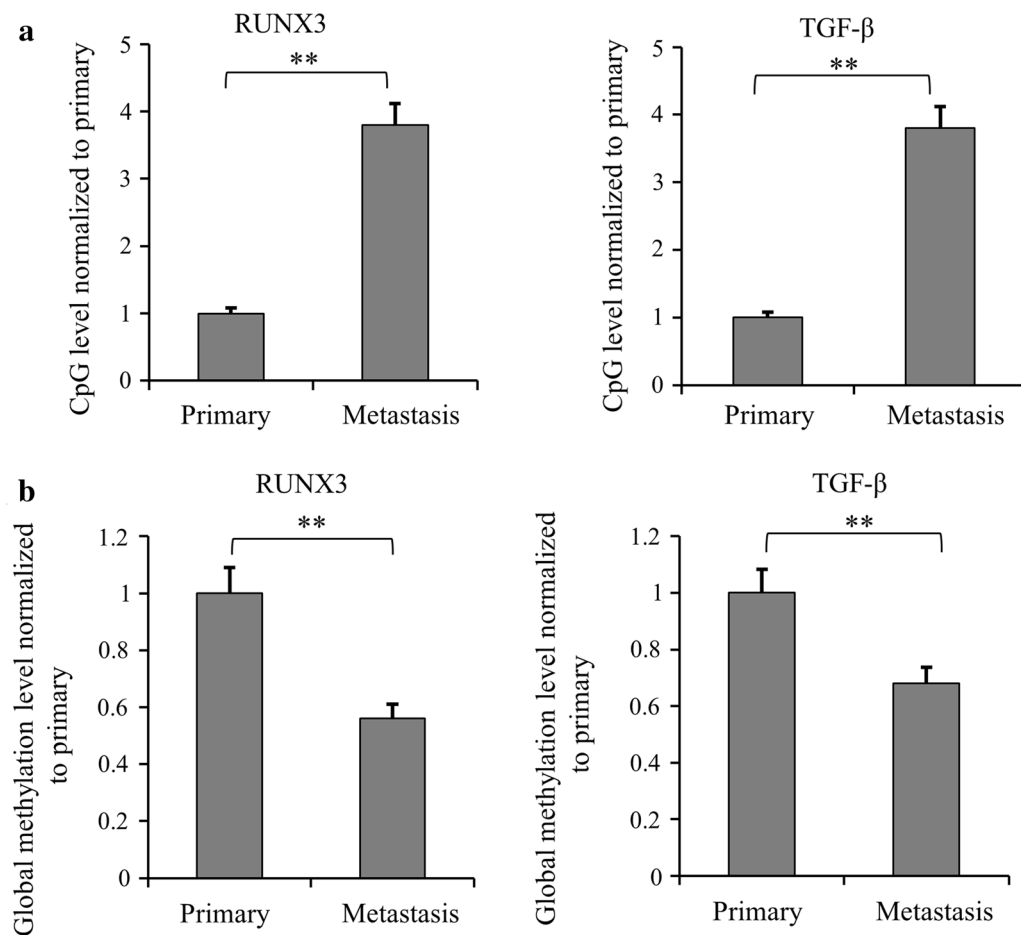 a
RUNX3
CpG level normalized to primary
5
4
3
2
1
0
**
Primary Metastasis
TGF-β
CpG level normalized to primary
5
4
3
2
1
0
**
Primary Metastasis
b
RUNX3
Global methylation level normalized
to primary
1.2
1
0.8
0.6
0.4
0.2
0
**
Primary Metastasis
TGF-β
Global methylation level normalized
to primary
1.2
1
0.8
0.6
0.4
0.2
0
**
Primary Metastasis